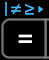 |≠≥▸
=